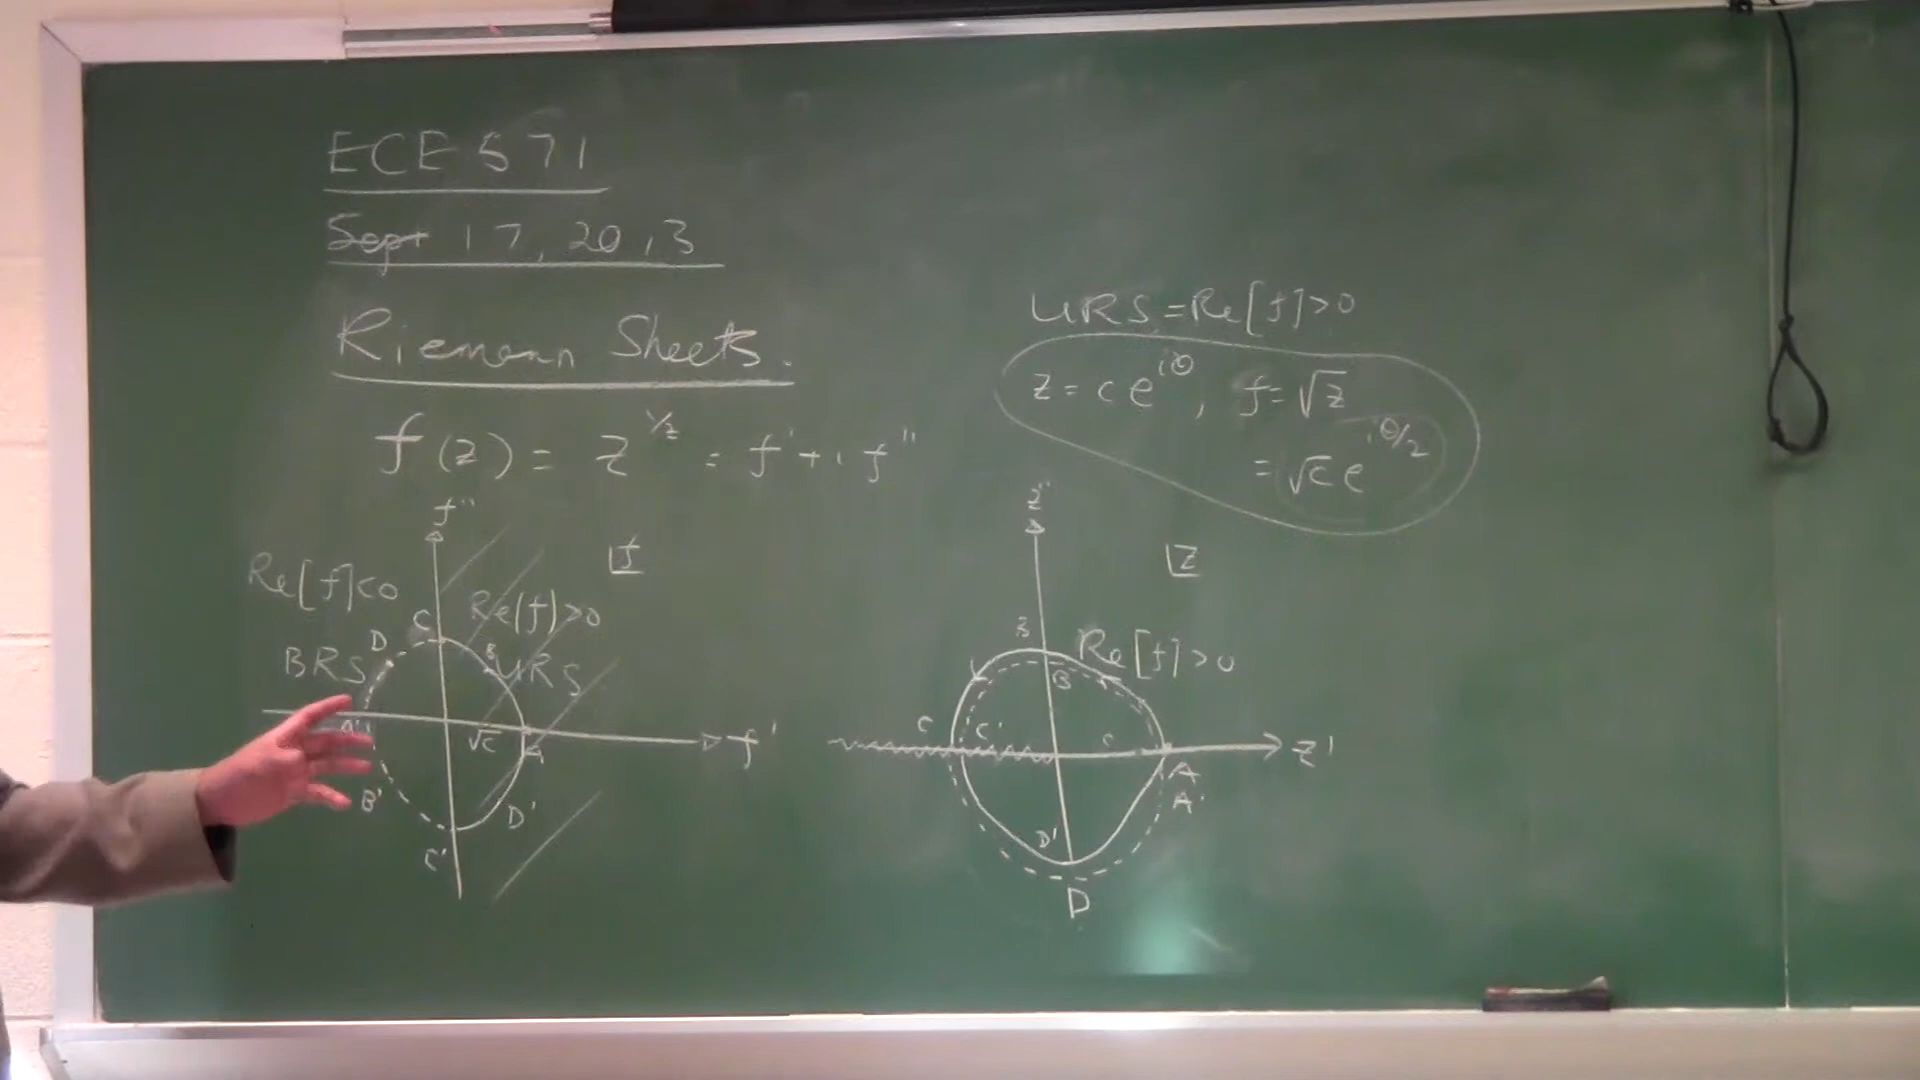 ECE 571
Sept 17, 2013
Riemann Sheets.
f(z) = z^1/2 = f' + i f''
URS = Re[f]>0
z = c e^iθ, f = √z
= √c e^iθ/2
f''
f
Re[f]<0
Re(f)>0
C
D
B
BRS
URS
A'
√c
A
f'
B'
D'
C'
z''
z
B
Re[f]>0
B'
C
C'
c
z'
A
A'
D'
D